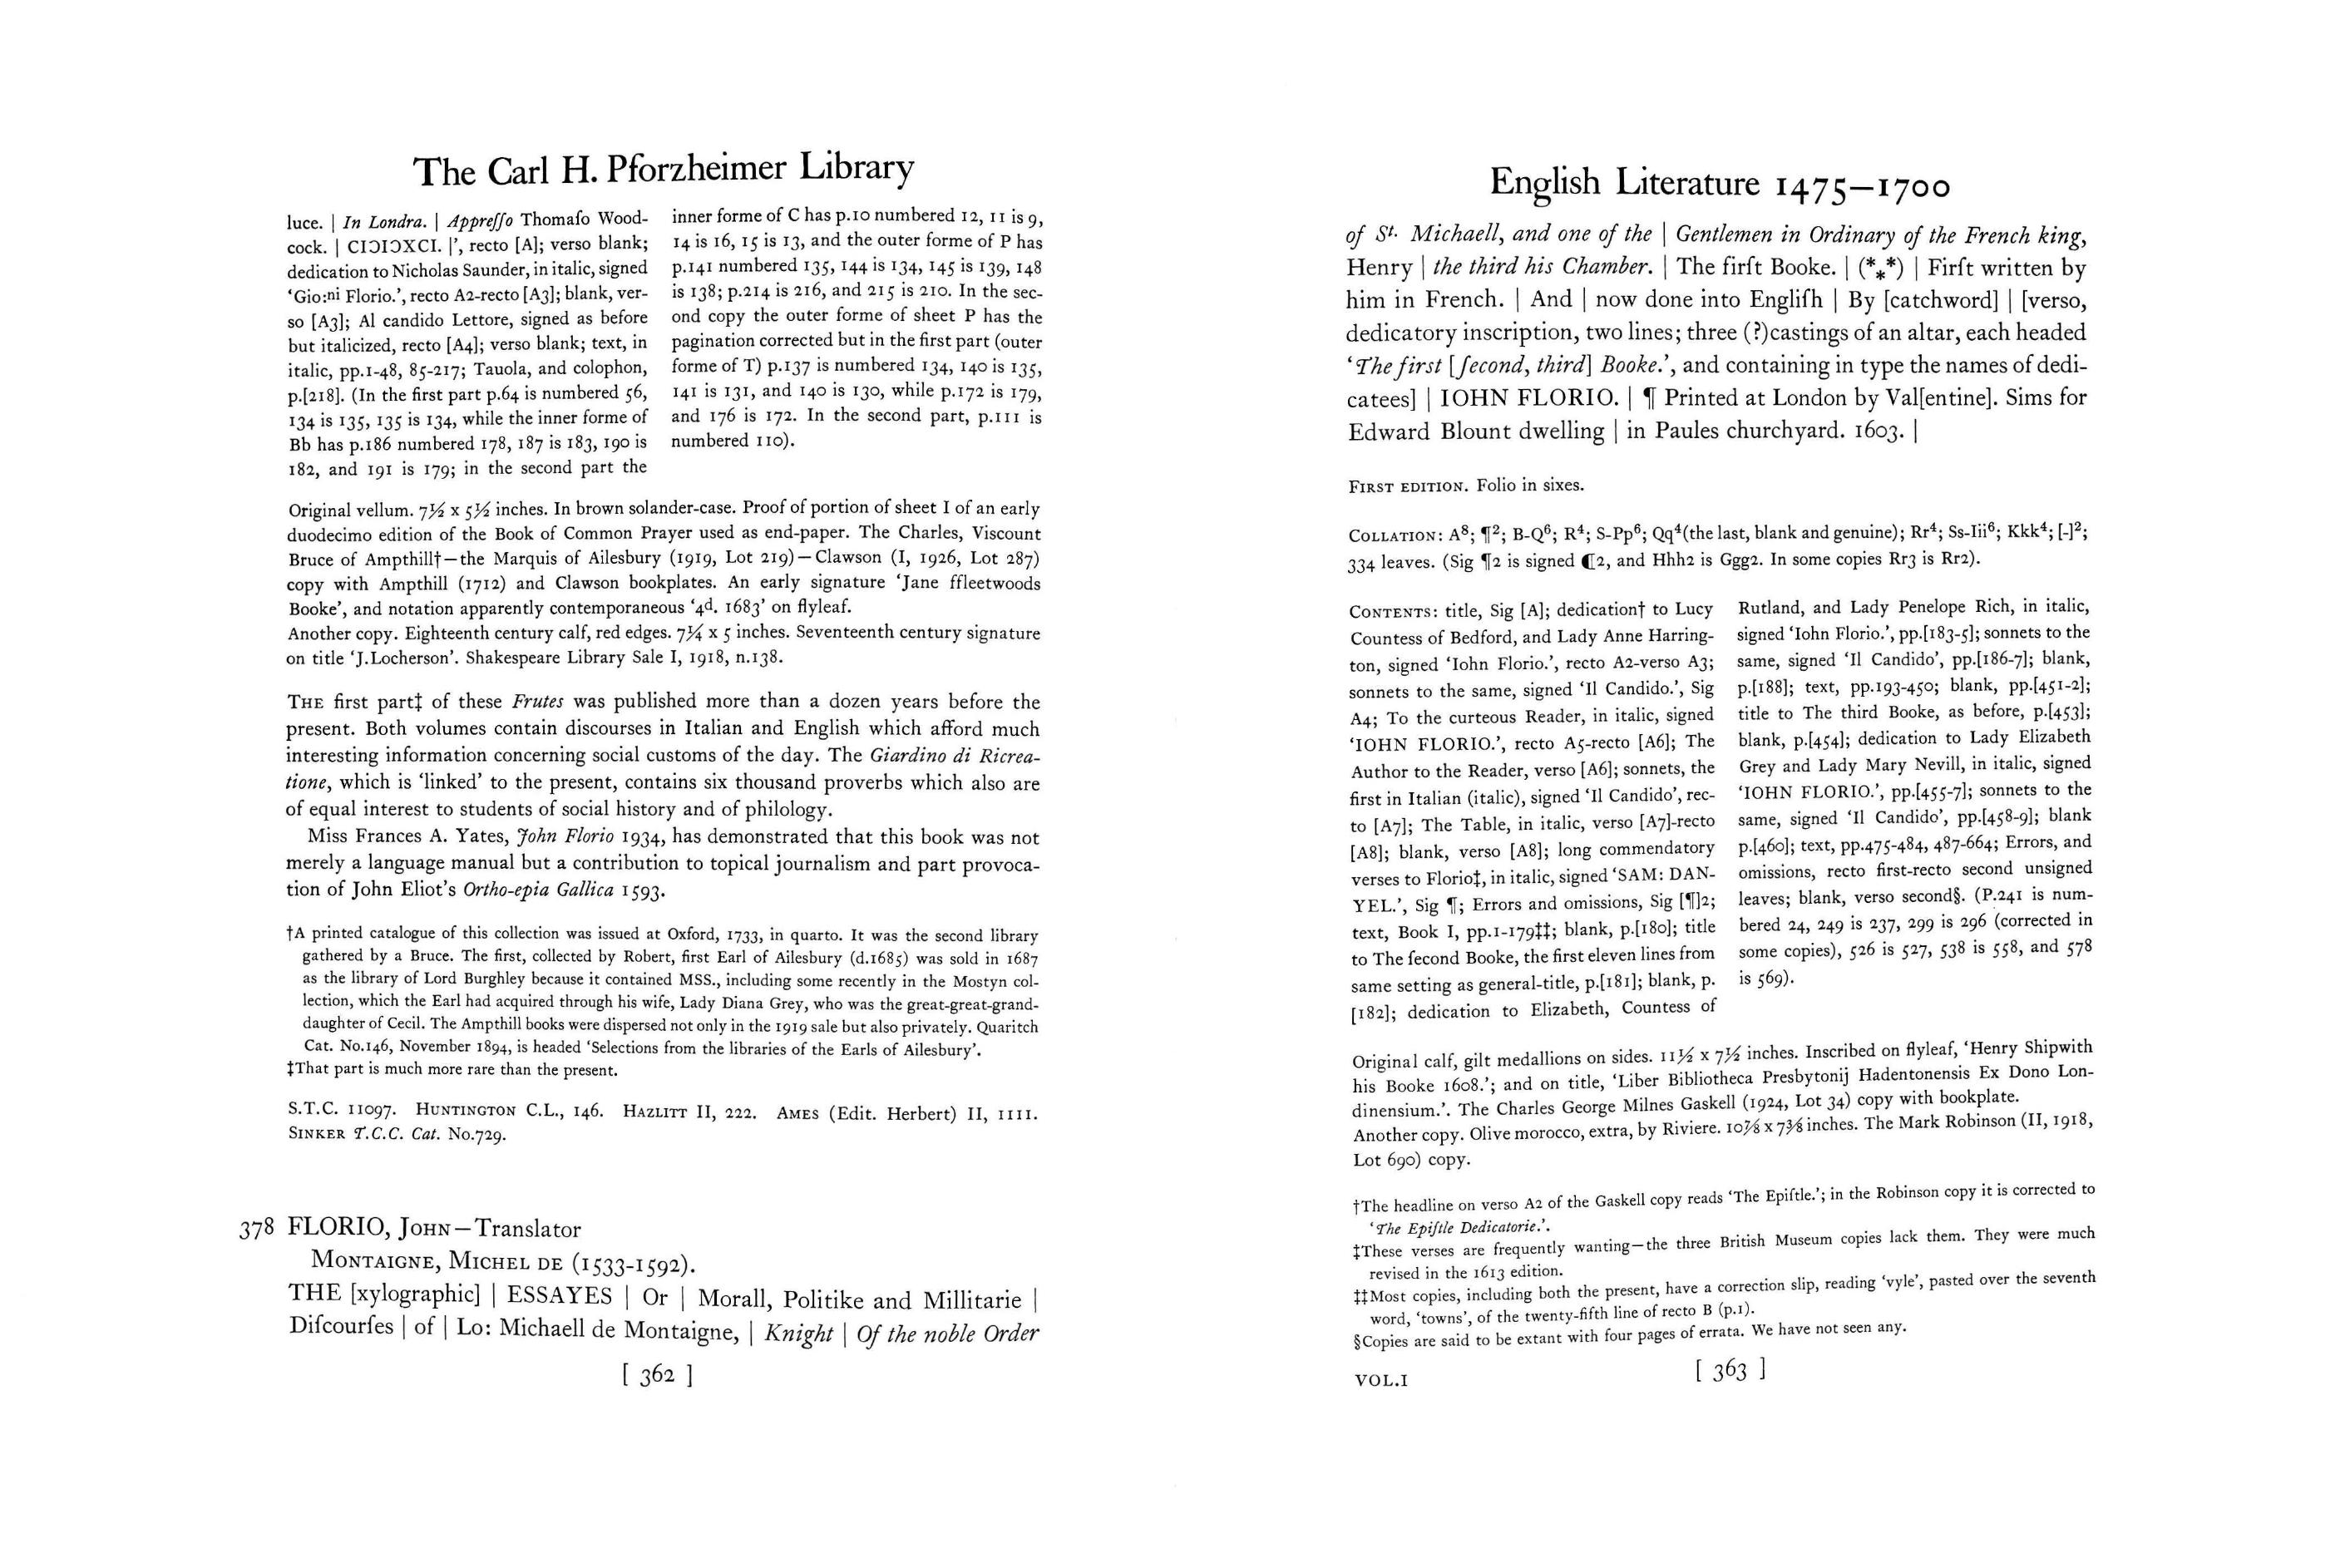 The Carl H. Pforzheimer Library
luce. | In Londra. | Appreſſo Thomaſo Wood-
cock. | CIƆIƆXCI. |’, recto [A]; verso blank;
dedication to Nicholas Saunder, in italic, signed
‘Gio:ni Florio.’, recto A2-recto [A3]; blank, ver-
so [A3]; Al candido Lettore, signed as before
but italicized, recto [A4]; verso blank; text, in
italic, pp.1-48, 85-217; Tauola, and colophon,
p.[218]. (In the first part p.64 is numbered 56,
134 is 135, 135 is 134, while the inner forme of
Bb has p.186 numbered 178, 187 is 183, 190 is
182, and 191 is 179; in the second part the
inner forme of C has p.10 numbered 12, 11 is 9,
14 is 16, 15 is 13, and the outer forme of P has
p.141 numbered 135, 144 is 134, 145 is 139, 148
is 138; p.214 is 216, and 215 is 210. In the sec-
ond copy the outer forme of sheet P has the
pagination corrected but in the first part (outer
forme of T) p.137 is numbered 134, 140 is 135,
141 is 131, and 140 is 130, while p.172 is 179,
and 176 is 172. In the second part, p.111 is
numbered 110).
Original vellum. 7½ x 5½ inches. In brown solander-case. Proof of portion of sheet I of an early
duodecimo edition of the Book of Common Prayer used as end-paper. The Charles, Viscount
Bruce of Ampthill†—the Marquis of Ailesbury (1919, Lot 219)—Clawson (I, 1926, Lot 287)
copy with Ampthill (1712) and Clawson bookplates. An early signature ‘Jane ffleetwoods
Booke’, and notation apparently contemporaneous ‘4d. 1683’ on flyleaf.
Another copy. Eighteenth century calf, red edges. 7¼ x 5 inches. Seventeenth century signature
on title ‘J.Locherson’. Shakespeare Library Sale I, 1918, n.138.
THE first part‡ of these Frutes was published more than a dozen years before the
present. Both volumes contain discourses in Italian and English which afford much
interesting information concerning social customs of the day. The Giardino di Ricrea-
tione, which is ‘linked’ to the present, contains six thousand proverbs which also are
of equal interest to students of social history and of philology.
Miss Frances A. Yates, John Florio 1934, has demonstrated that this book was not
merely a language manual but a contribution to topical journalism and part provoca-
tion of John Eliot’s Ortho-epia Gallica 1593.
†A printed catalogue of this collection was issued at Oxford, 1733, in quarto. It was the second library
gathered by a Bruce. The first, collected by Robert, first Earl of Ailesbury (d.1685) was sold in 1687
as the library of Lord Burghley because it contained MSS., including some recently in the Mostyn col-
lection, which the Earl had acquired through his wife, Lady Diana Grey, who was the great-great-grand-
daughter of Cecil. The Ampthill books were dispersed not only in the 1919 sale but also privately. Quaritch
Cat. No.146, November 1894, is headed ‘Selections from the libraries of the Earls of Ailesbury’.
‡That part is much more rare than the present.
S.T.C. 11097. HUNTINGTON C.L., 146. HAZLITT II, 222. AMES (Edit. Herbert) II, 1111.
SINKER T.C.C. Cat. No.729.
378 FLORIO, JOHN—Translator
MONTAIGNE, MICHEL DE (1533-1592).
THE [xylographic] | ESSAYES | Or | Morall, Politike and Millitarie |
Diſcourſes | of | Lo: Michaell de Montaigne, | Knight | Of the noble Order
[ 362 ]
English Literature 1475—1700
of St. Michaell, and one of the | Gentlemen in Ordinary of the French king,
Henry | the third his Chamber. | The firſt Booke. | (***) | Firſt written by
him in French. | And | now done into Engliſh | By [catchword] | [verso,
dedicatory inscription, two lines; three (?)castings of an altar, each headed
‘The first [ſecond, third] Booke.’, and containing in type the names of dedi-
catees] | IOHN FLORIO. | ¶ Printed at London by Val[entine]. Sims for
Edward Blount dwelling | in Paules churchyard. 1603. |
FIRST EDITION. Folio in sixes.
COLLATION: A⁸; ¶²; B-Q⁶; R⁴; S-Pp⁶; Qq⁴(the last, blank and genuine); Rr⁴; Ss-Iii⁶; Kkk⁴; [-]²;
334 leaves. (Sig ¶2 is signed ⁋2, and Hhh2 is Ggg2. In some copies Rr3 is Rr2).
CONTENTS: title, Sig [A]; dedication† to Lucy
Countess of Bedford, and Lady Anne Harring-
ton, signed ‘Iohn Florio.’, recto A2-verso A3;
sonnets to the same, signed ‘Il Candido.’, Sig
A4; To the curteous Reader, in italic, signed
‘IOHN FLORIO.’, recto A5-recto [A6]; The
Author to the Reader, verso [A6]; sonnets, the
first in Italian (italic), signed ‘Il Candido’, rec-
to [A7]; The Table, in italic, verso [A7]-recto
[A8]; blank, verso [A8]; long commendatory
verses to Florio‡, in italic, signed ‘SAM: DAN-
YEL.’, Sig ¶; Errors and omissions, Sig [¶]2;
text, Book I, pp.1-179‡‡; blank, p.[180]; title
to The ſecond Booke, the first eleven lines from
same setting as general-title, p.[181]; blank, p.
[182]; dedication to Elizabeth, Countess of
Rutland, and Lady Penelope Rich, in italic,
signed ‘Iohn Florio.’, pp.[183-5]; sonnets to the
same, signed ‘Il Candido’, pp.[186-7]; blank,
p.[188]; text, pp.193-450; blank, pp.[451-2];
title to The third Booke, as before, p.[453];
blank, p.[454]; dedication to Lady Elizabeth
Grey and Lady Mary Nevill, in italic, signed
‘IOHN FLORIO.’, pp.[455-7]; sonnets to the
same, signed ‘Il Candido’, pp.[458-9]; blank
p.[460]; text, pp.475-484, 487-664; Errors, and
omissions, recto first-recto second unsigned
leaves; blank, verso second§. (P.241 is num-
bered 24, 249 is 237, 299 is 296 (corrected in
some copies), 526 is 527, 538 is 558, and 578
is 569).
Original calf, gilt medallions on sides. 11½ x 7½ inches. Inscribed on flyleaf, ‘Henry Shipwith
his Booke 1608.’; and on title, ‘Liber Bibliotheca Presbytonij Hadentonensis Ex Dono Lon-
dinensium.’. The Charles George Milnes Gaskell (1924, Lot 34) copy with bookplate.
Another copy. Olive morocco, extra, by Riviere. 10⅞ x 7⅜ inches. The Mark Robinson (II, 1918,
Lot 690) copy.
†The headline on verso A2 of the Gaskell copy reads ‘The Epiſtle.’; in the Robinson copy it is corrected to
‘The Epiſtle Dedicatorie.’.
‡These verses are frequently wanting—the three British Museum copies lack them. They were much
revised in the 1613 edition.
‡‡Most copies, including both the present, have a correction slip, reading ‘vyle’, pasted over the seventh
word, ‘towns’, of the twenty-fifth line of recto B (p.1).
§Copies are said to be extant with four pages of errata. We have not seen any.
VOL.I
[ 363 ]